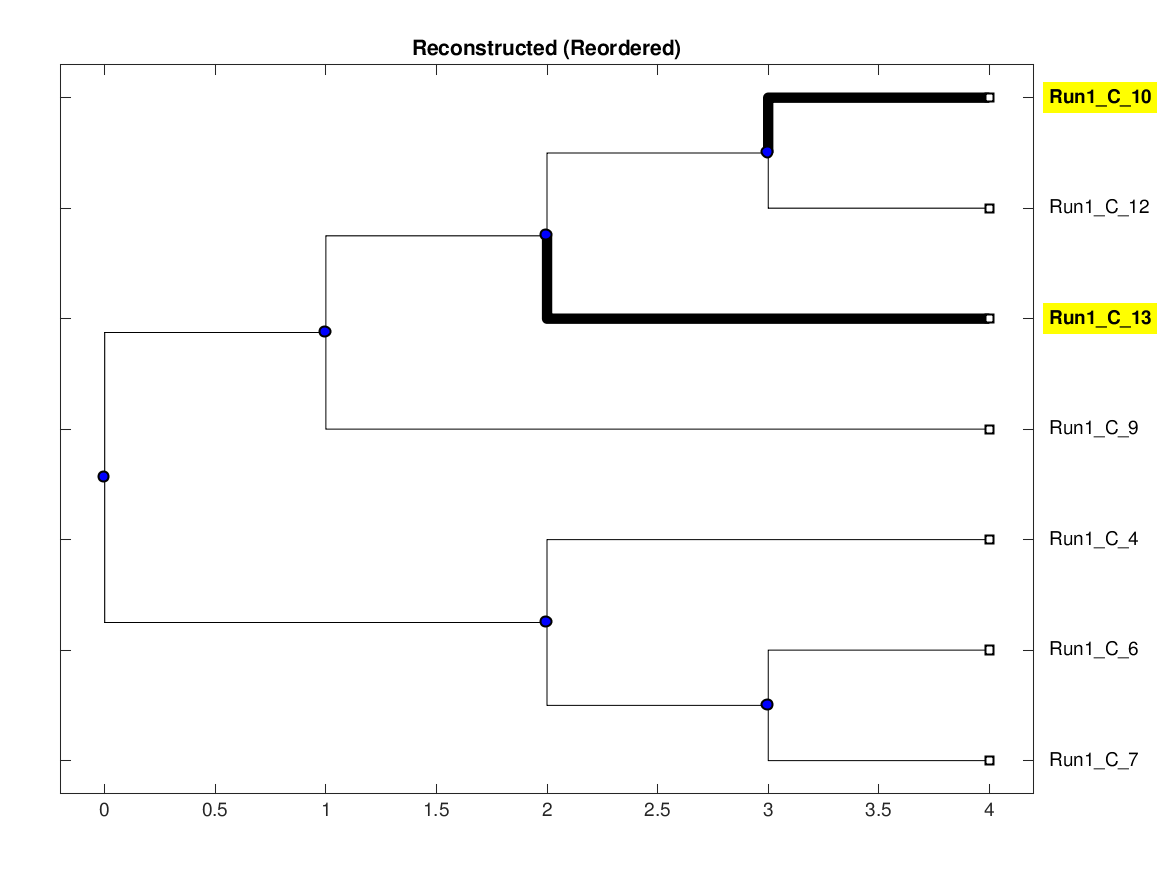 Reconstructed (Reordered)
Run1_C_10
Run1_C_12
Run1_C_13
Run1_C_9
Run1_C_4
Run1_C_6
Run1_C_7
0 0.5 1 1.5 2 2.5 3 3.5 4